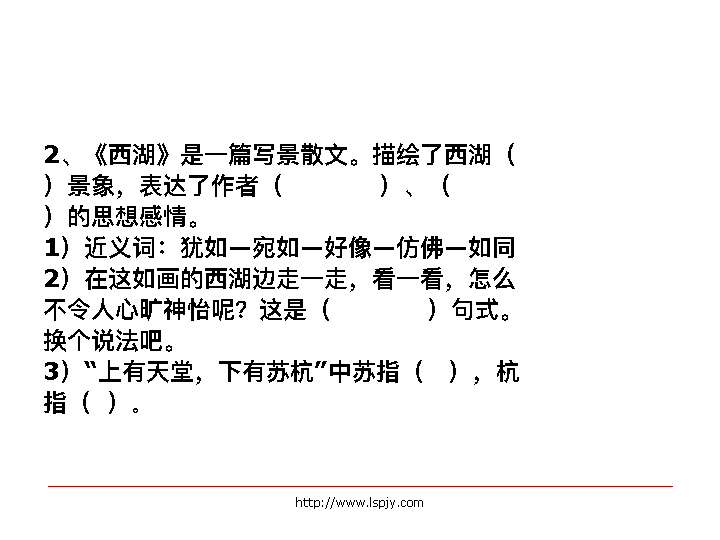 2、《西湖》是一篇写景散文。描绘了西湖（
）景象，表达了作者（　　　　）、（
）的思想感情。
1）近义词：犹如—宛如—好像—仿佛—如同
2）在这如画的西湖边走一走，看一看，怎么
不令人心旷神怡呢？这是（　　　　）句式。
换个说法吧。
3）“上有天堂，下有苏杭”中苏指（　），杭
指（ ）。
http://www.lspjy.com